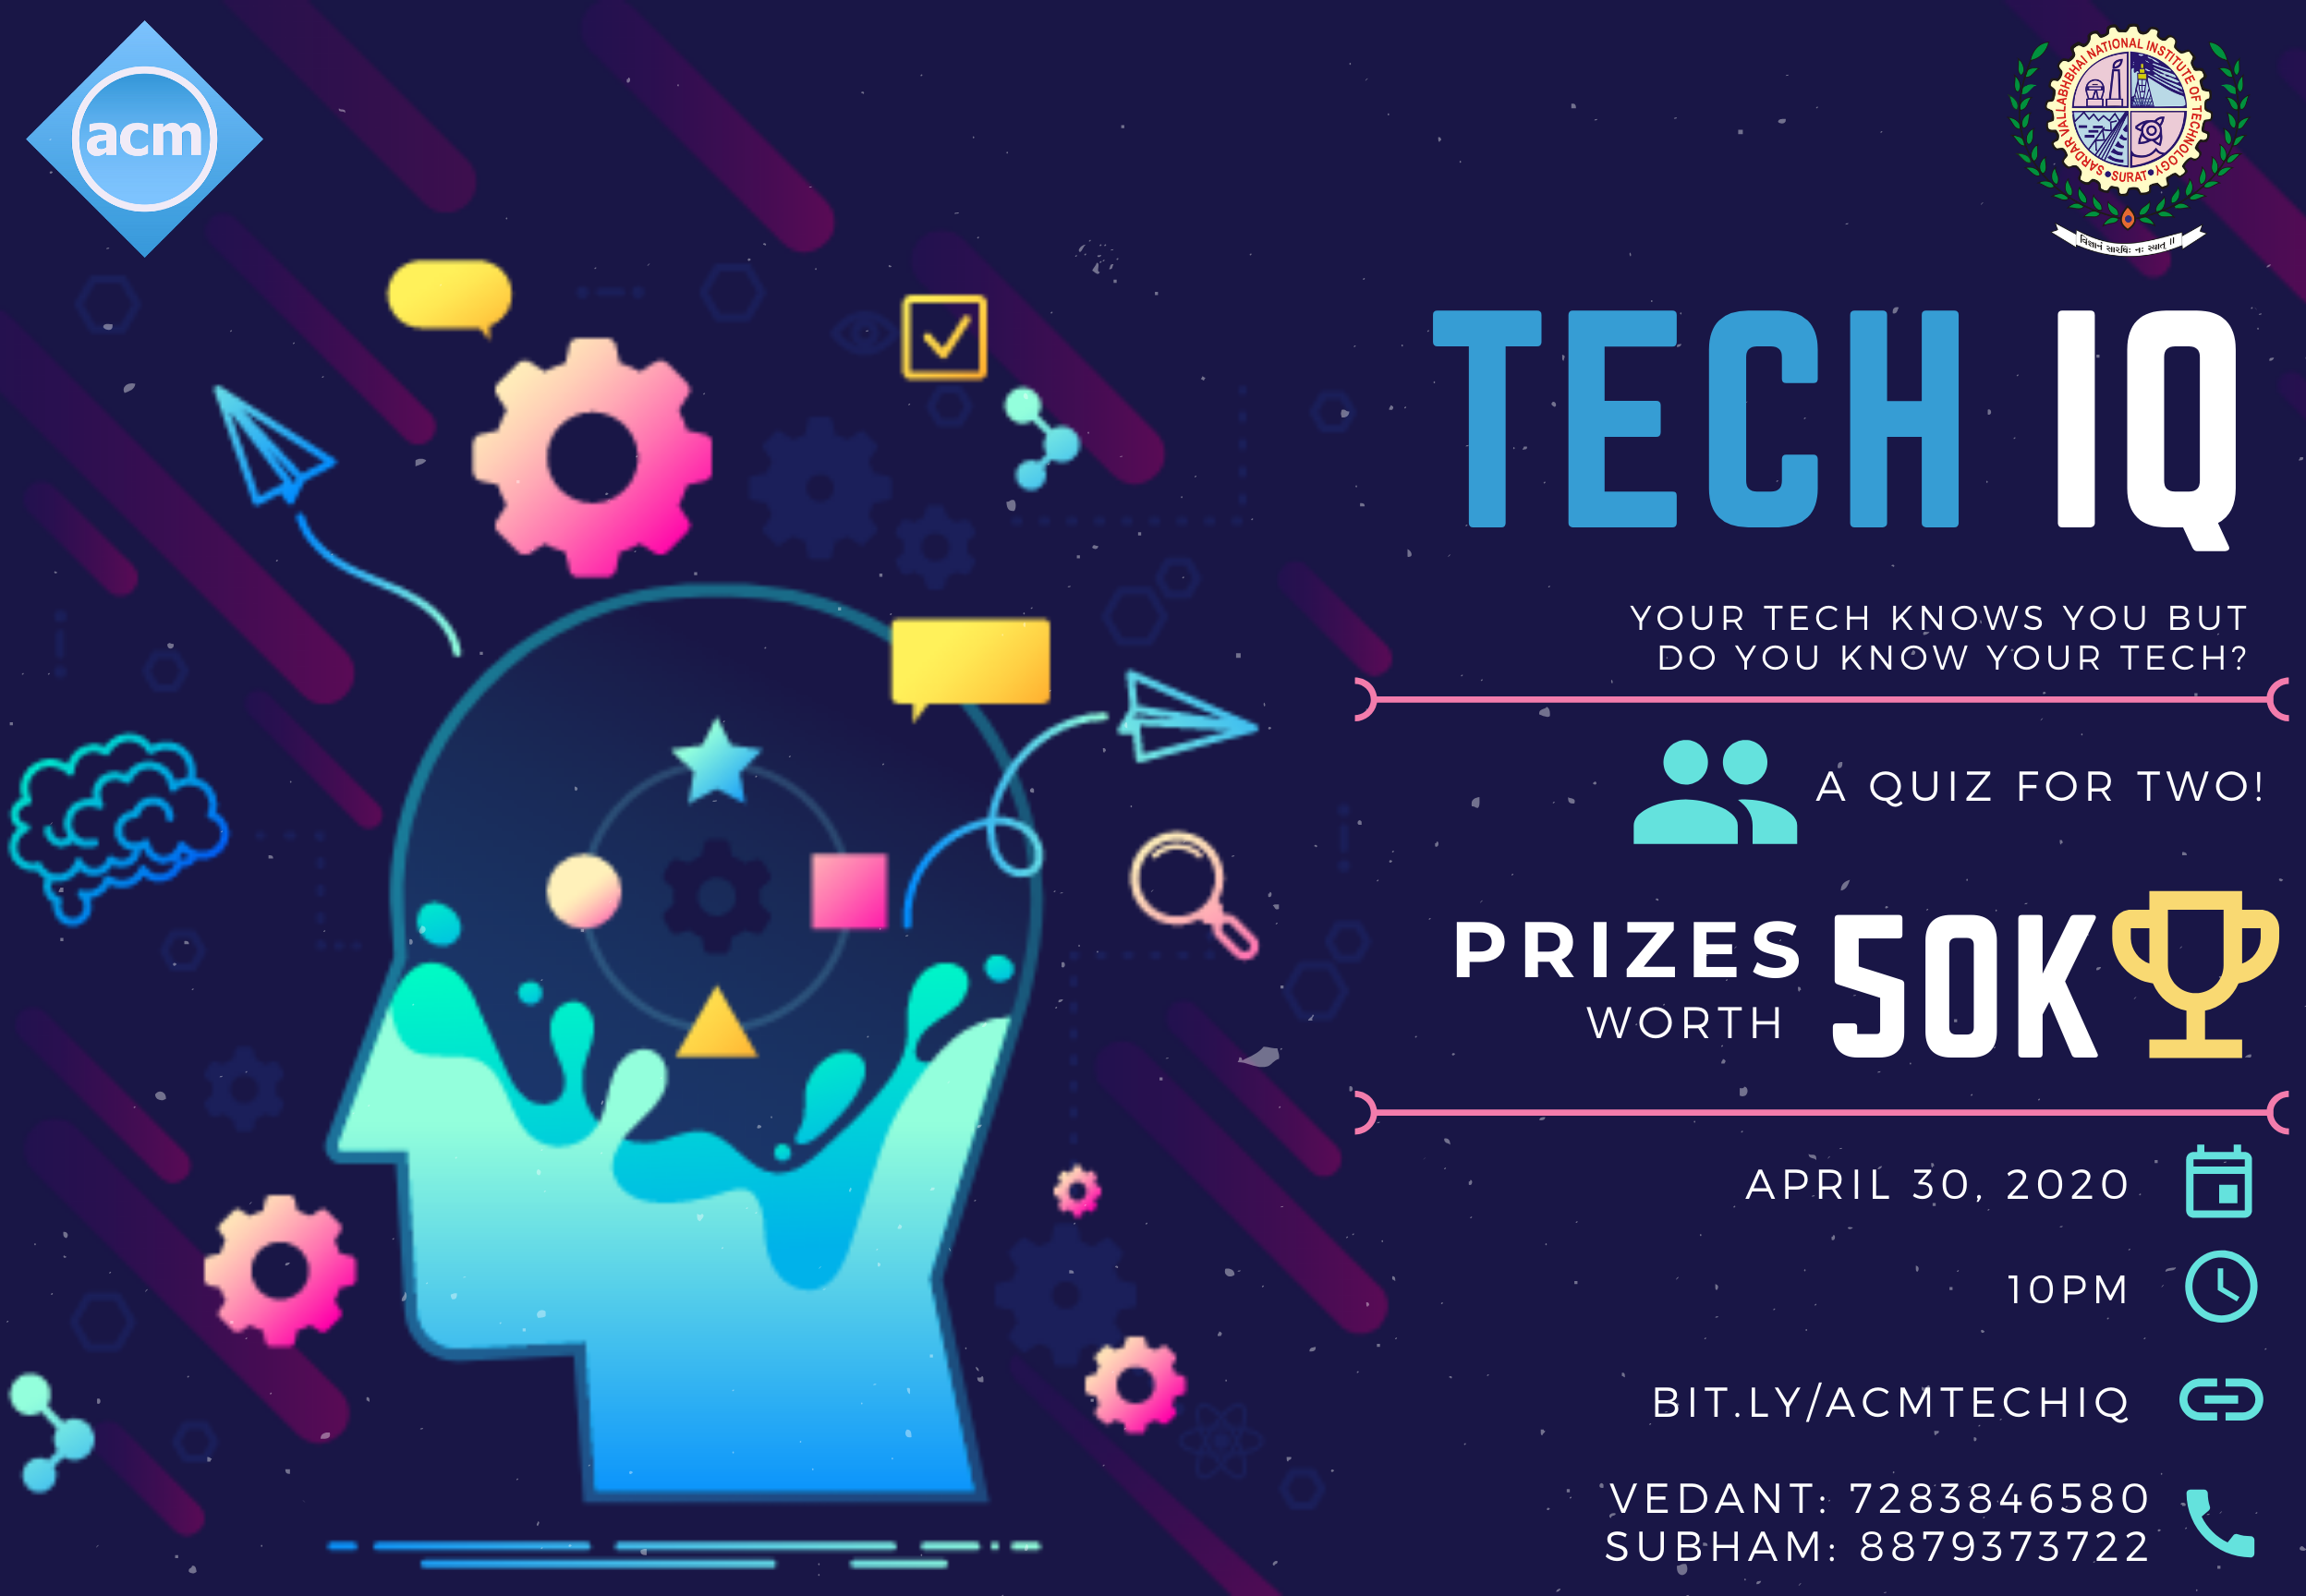 acm
SARDAR VALLABHBHAI NATIONAL INSTITUTE OF TECHNOLOGY
SURAT
TECH IQ
YOUR TECH KNOWS YOU BUT
DO YOU KNOW YOUR TECH?
A QUIZ FOR TWO!
PRIZES
WORTH
50K
APRIL 30, 2020
10PM
BIT.LY/ACMTECHIQ
VEDANT: 7283846580
SUBHAM: 8879373722